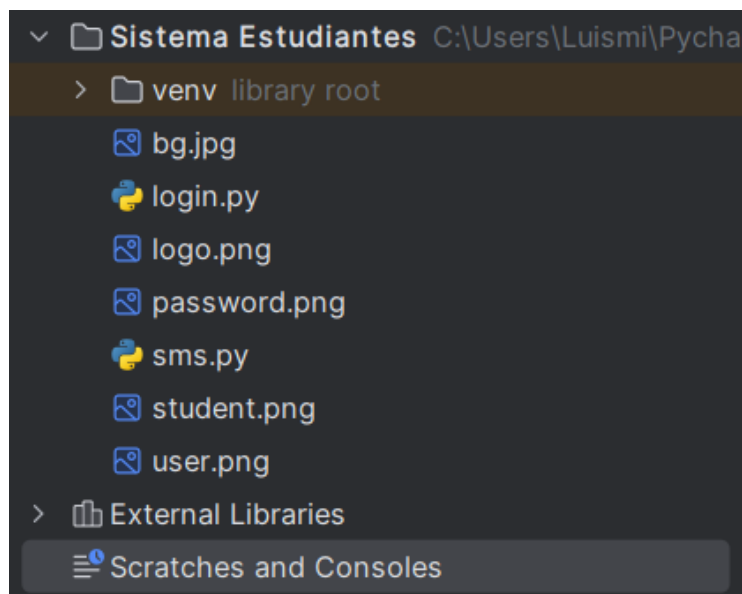 Sistema Estudiantes C:\Users\Luismi\Pycha
venv library root
bg.jpg
login.py
logo.png
password.png
sms.py
student.png
user.png
External Libraries
Scratches and Consoles